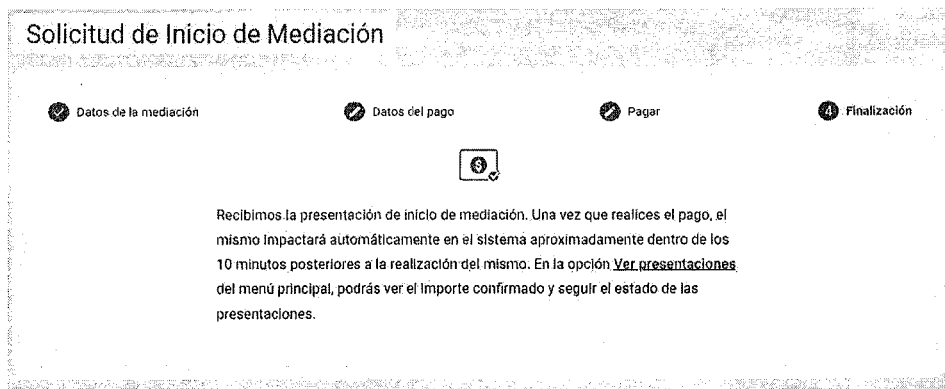 Solicitud de Inicio de Mediación
Datos de la mediación Datos del pago Pagar 4 Finalización
$
Recibimos la presentación de inicio de mediación. Una vez que realices el pago, el
mismo impactará automáticamente en el sistema aproximadamente dentro de los
10 minutos posteriores a la realización del mismo. En la opción Ver presentaciones
del menú principal, podrás ver el importe confirmado y seguir el estado de las
presentaciones.